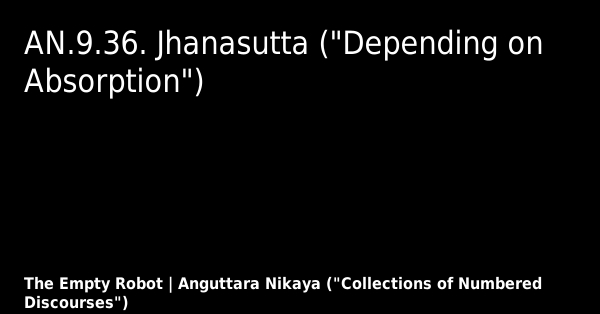 AN.9.36. Jhanasutta ("Depending on
Absorption")
The Empty Robot | Anguttara Nikaya ("Collections of Numbered
Discourses")